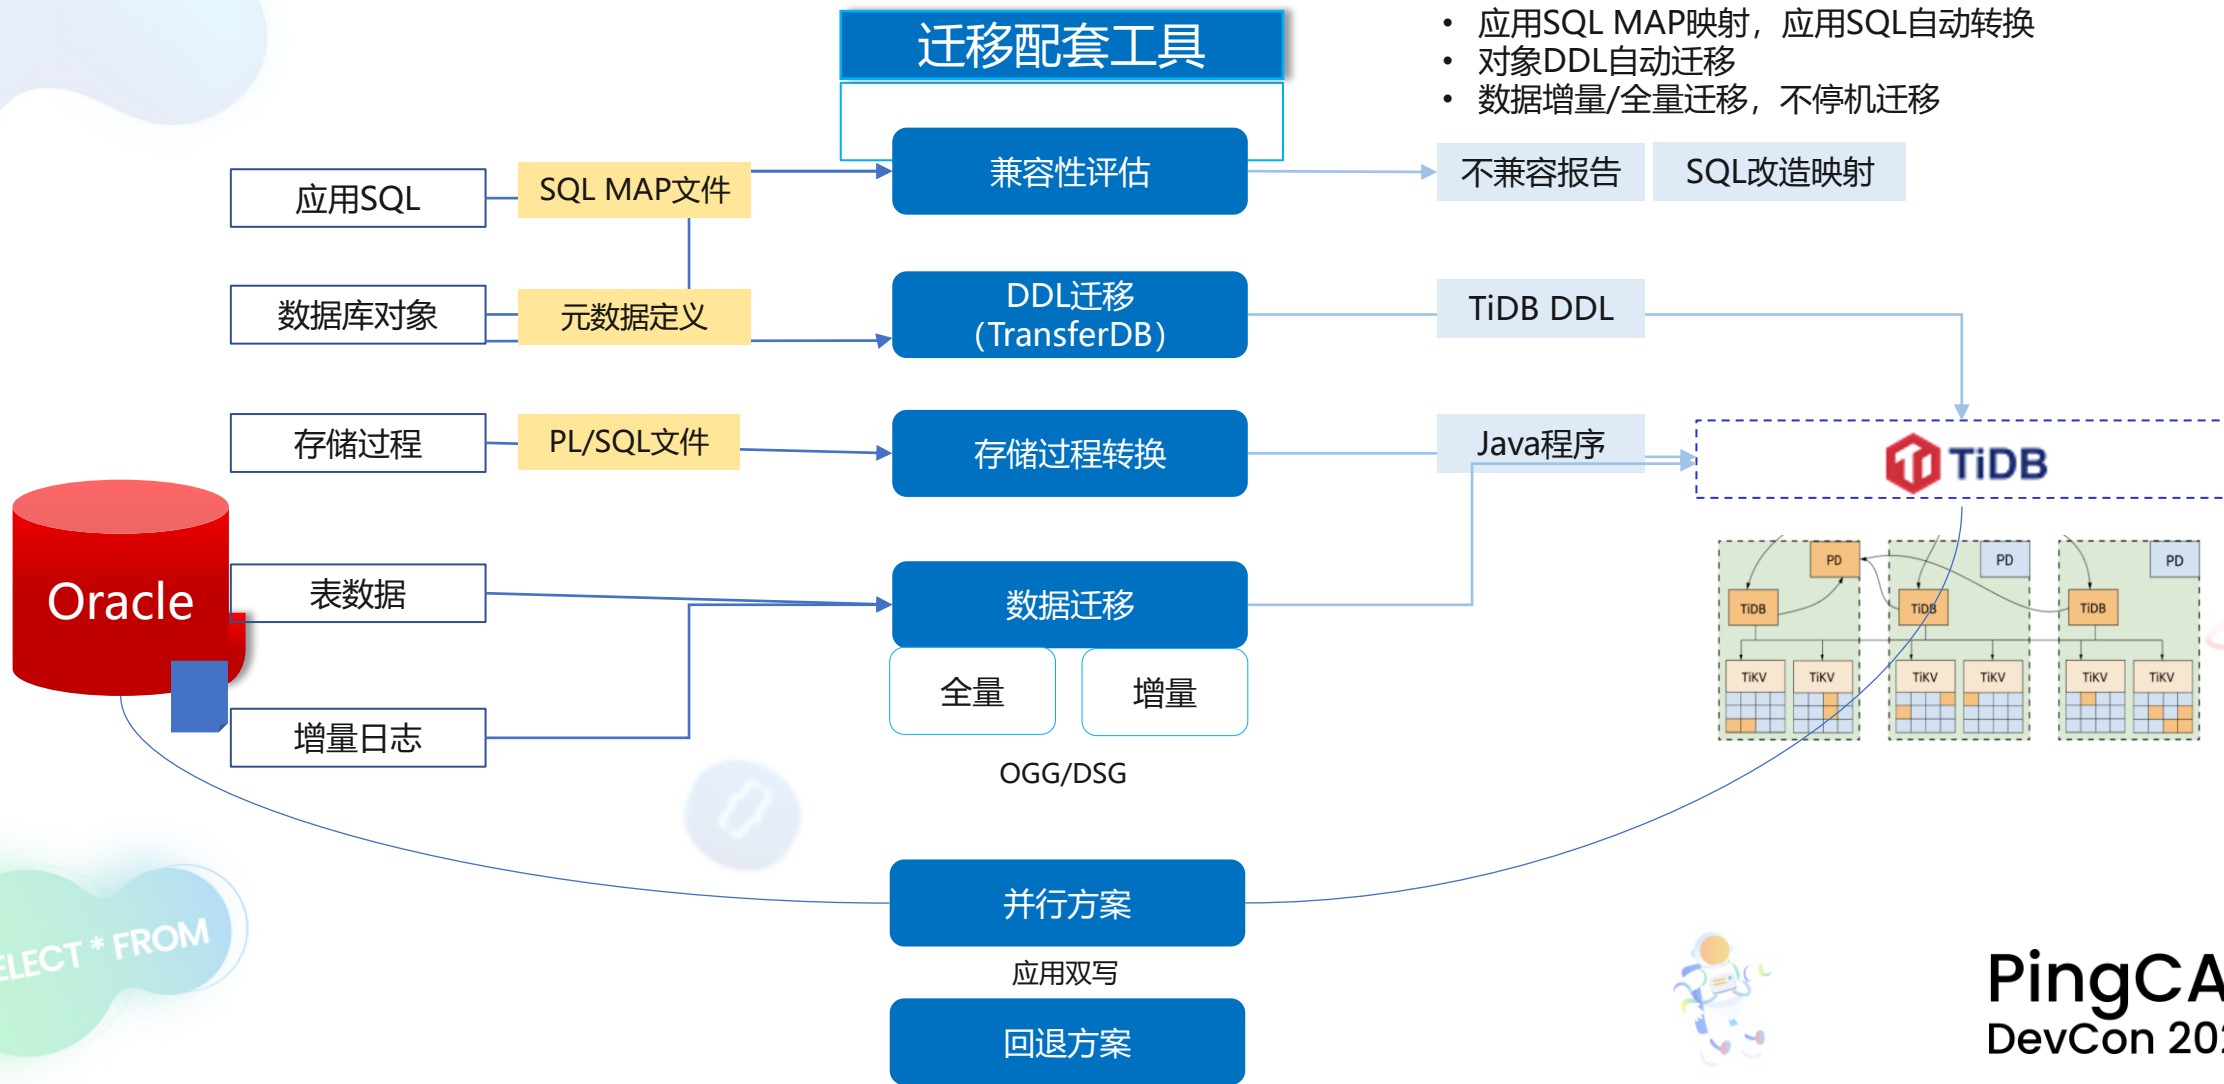 迁移配套工具
• 应用SQL MAP映射，应用SQL自动转换
• 对象DDL自动迁移
• 数据增量/全量迁移，不停机迁移
应用SQL
SQL MAP文件
兼容性评估
不兼容报告
SQL改造映射
数据库对象
元数据定义
DDL迁移
（TransferDB）
TiDB DDL
存储过程
PL/SQL文件
存储过程转换
Java程序
TiDB
Oracle
表数据
数据迁移
全量
增量
增量日志
OGG/DSG
PD
PD
PD
TiDB
TiDB
TiDB
TiKV
TiKV
TiKV
TiKV
TiKV
TiKV
并行方案
应用双写
回退方案
ELECT * FROM
PingCA
DevCon 202